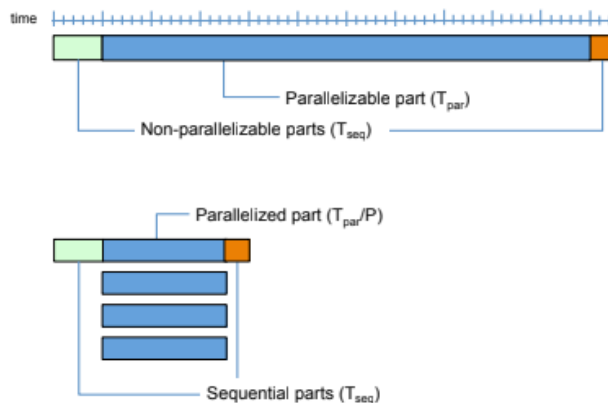 time
Parallelizable part (Tpar)
Non-parallelizable parts (Tseq)
Parallelized part (Tpar/P)
Sequential parts (Tseq)